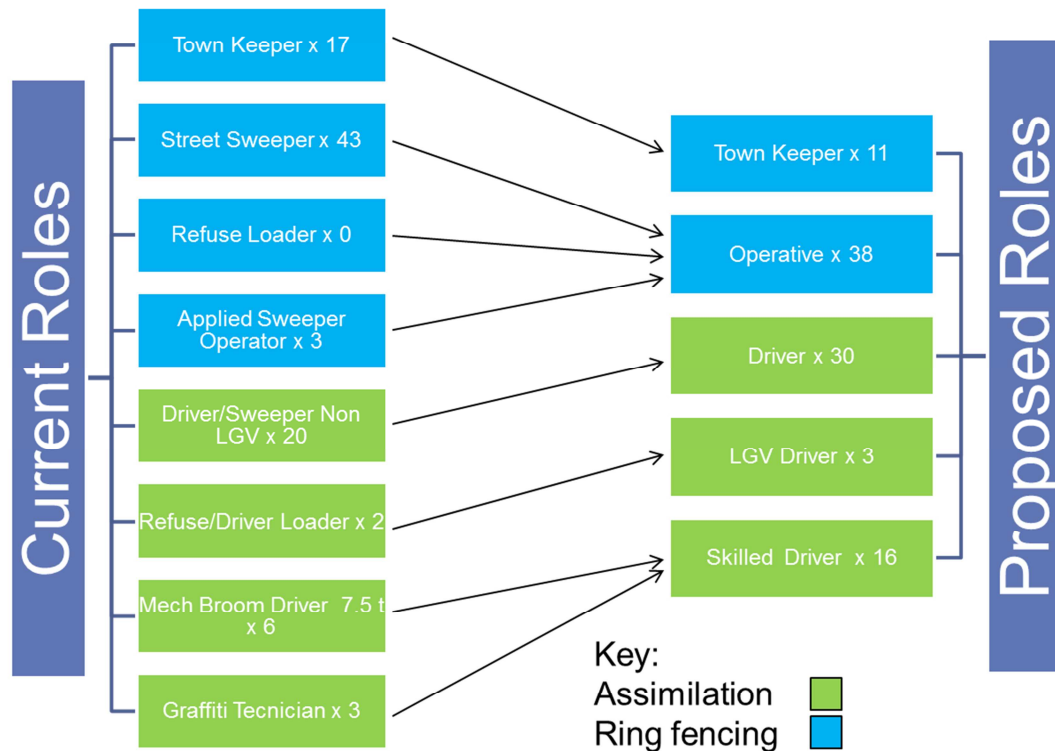 Current Roles
Town Keeper x 17
Street Sweeper x 43
Refuse Loader x 0
Applied Sweeper
Operator x 3
Driver/Sweeper Non
LGV x 20
Refuse/Driver Loader x 2
Mech Broom Driver 7.5 t
x 6
Graffiti Tecnician x 3
Town Keeper x 11
Operative x 38
Driver x 30
LGV Driver x 3
Skilled Driver x 16
Proposed Roles
Key:
Assimilation
Ring fencing